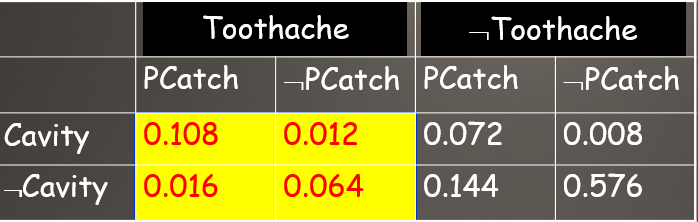 Toothache ¬Toothache
PCatch ¬PCatch PCatch ¬PCatch
Cavity 0.108 0.012 0.072 0.008
¬Cavity 0.016 0.064 0.144 0.576